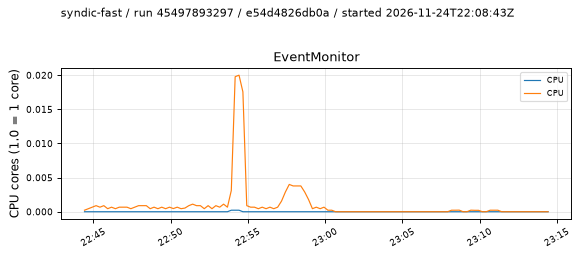 syndic-fast / run 45497893297 / e54d4826db0a / started 2026-11-24T22:08:43Z
EventMonitor
CPU cores (1.0 = 1 core)
0.020
0.015
0.010
0.005
0.000
CPU
CPU
22:45
22:50
22:55
23:00
23:05
23:10
23:15